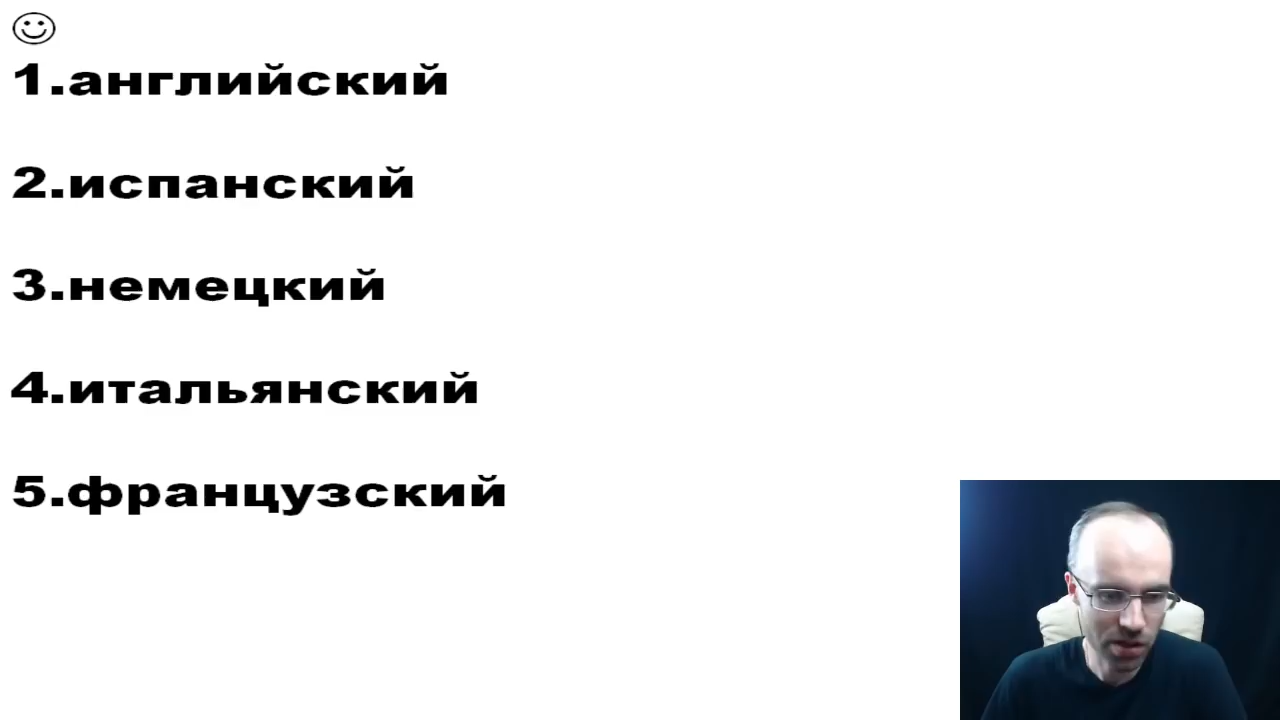 1.английский
2.испанский
3.немецкий
4.итальянский
5.французский